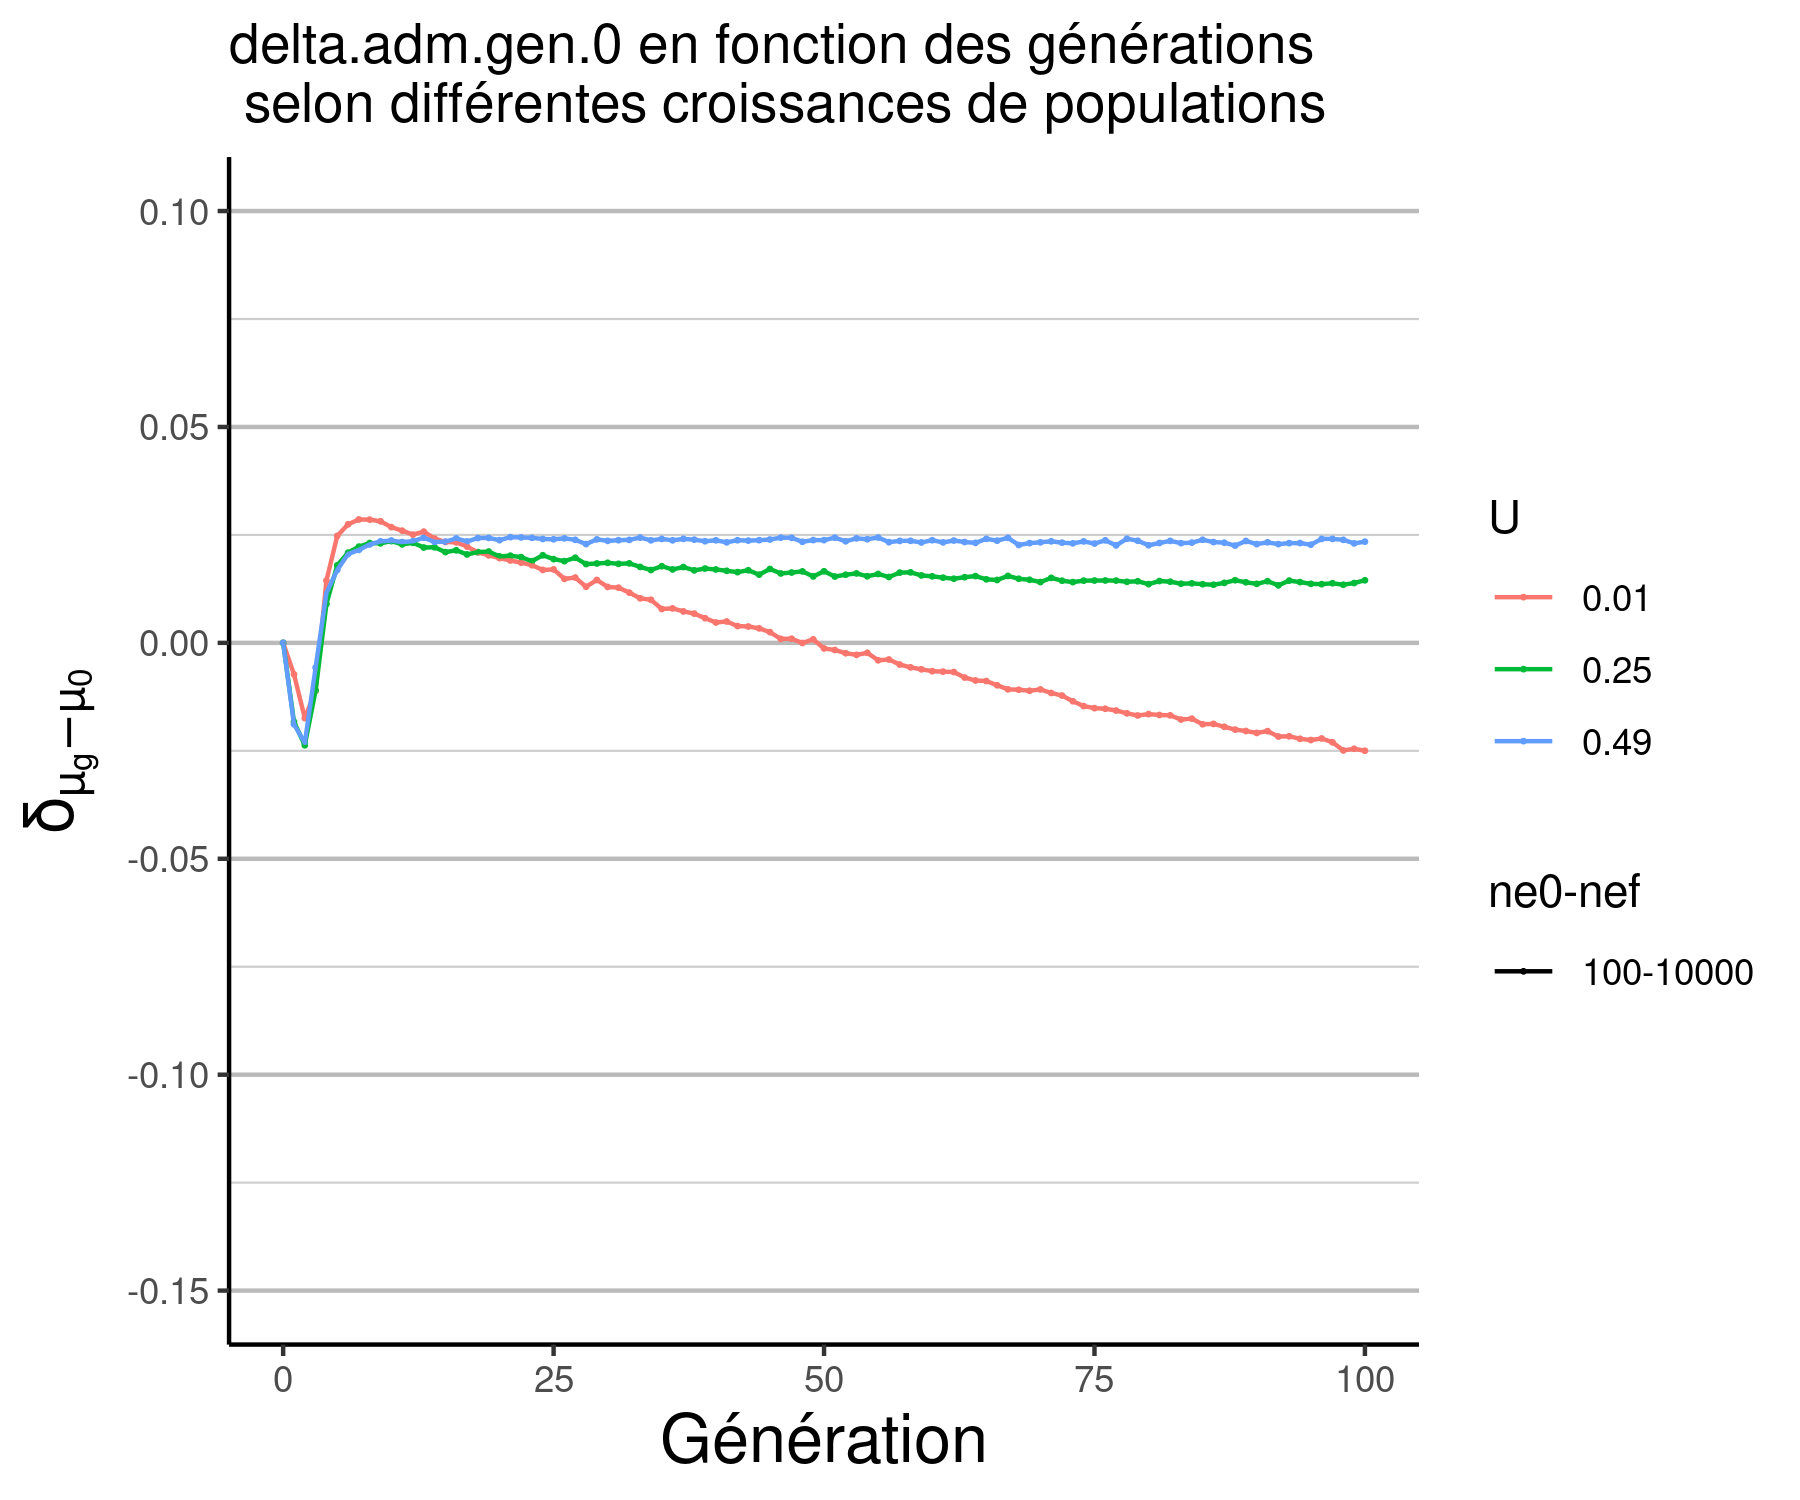 delta.adm.gen.0 en fonction des générations
selon différentes croissances de populations
0.10
0.05
0.00
-0.05
-0.10
-0.15
δμg−μ0
0 25 50 75 100
Génération
U
0.01
0.25
0.49
ne0-nef
100-10000